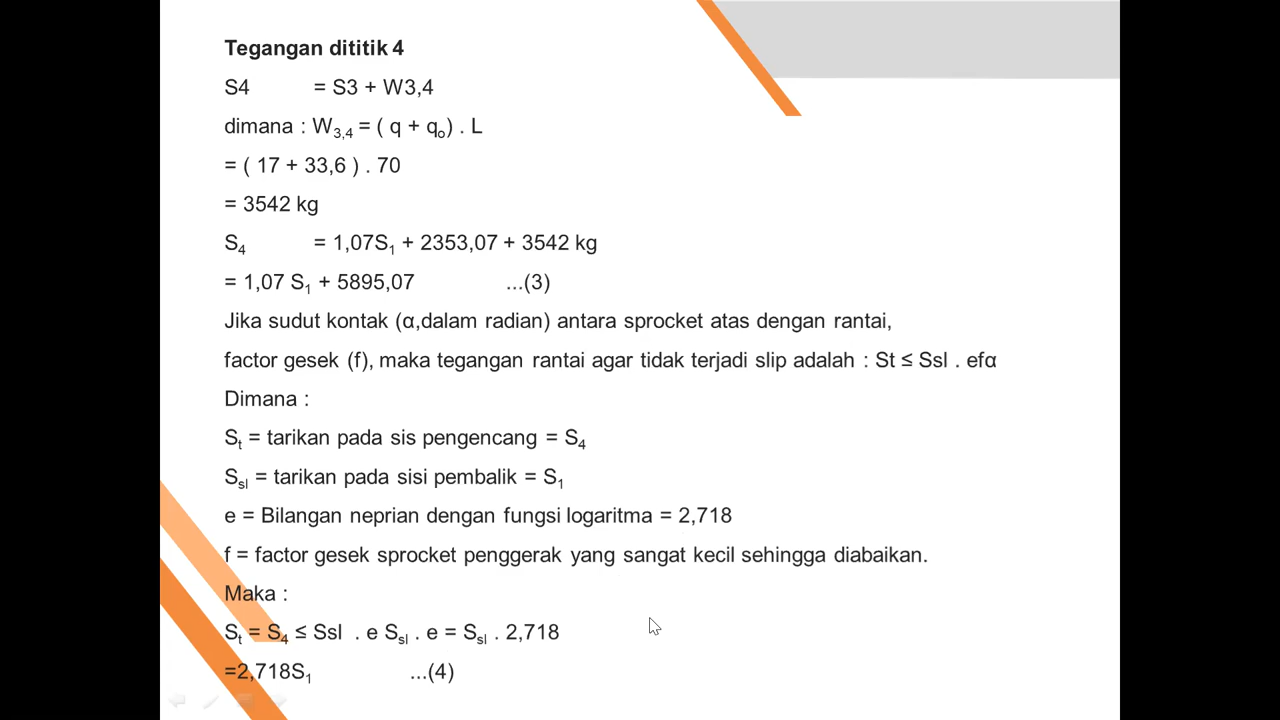 Tegangan dititik 4
S4 = S3 + W3,4
dimana : W3,4 = ( q + qo) . L
= ( 17 + 33,6 ) . 70
= 3542 kg
S4 = 1,07S1 + 2353,07 + 3542 kg
= 1,07 S1 + 5895,07 ...(3)
Jika sudut kontak (α,dalam radian) antara sprocket atas dengan rantai,
factor gesek (f), maka tegangan rantai agar tidak terjadi slip adalah : St ≤ Ssl . efα
Dimana :
St = tarikan pada sis pengencang = S4
Ssl = tarikan pada sisi pembalik = S1
e = Bilangan neprian dengan fungsi logaritma = 2,718
f = factor gesek sprocket penggerak yang sangat kecil sehingga diabaikan.
Maka :
St = S4 ≤ Ssl . e Ssl . e = Ssl . 2,718
=2,718S1 ...(4)